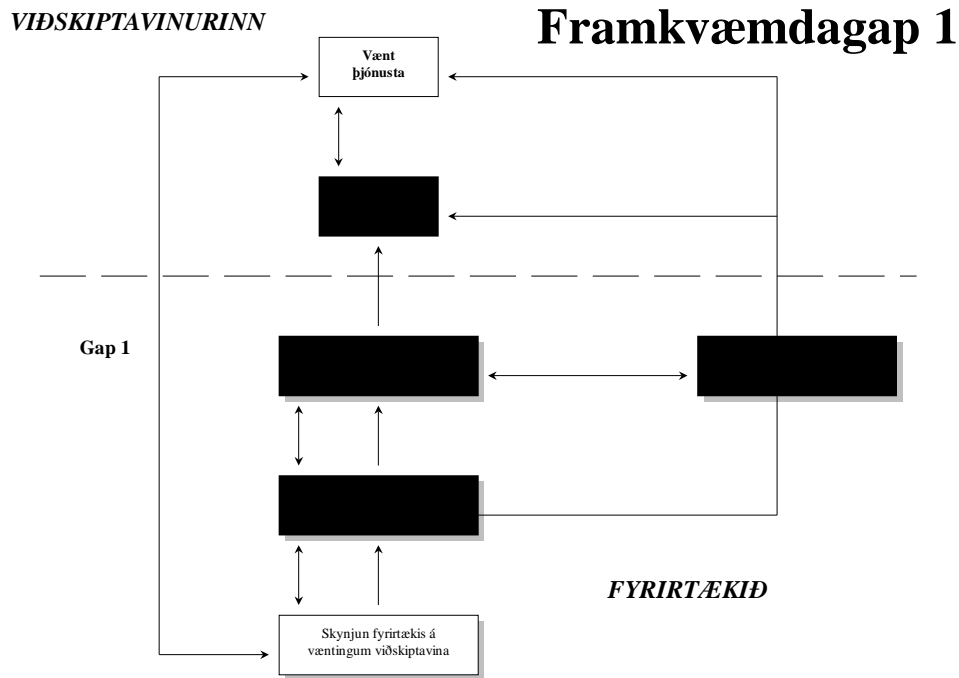 VIÐSKIPTAVINURINN
Framkvæmdagap 1
Vænt
þjónusta
Gap 1
FYRIRTÆKIÐ
Skynjun fyrirtækis á
væntingum viðskiptavina